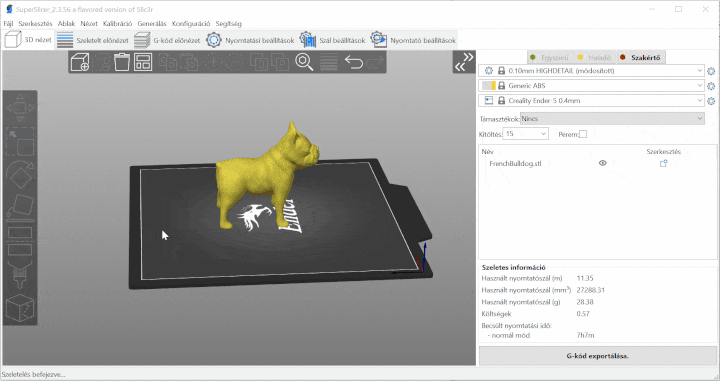 SuperSlicer_2.3.56 a-flavored version of Slic3r
Fájl Szerkesztés Ablak Nézet Kalibráció Generálás Konfiguráció Segítség
3D nézet Szeletelt előnézet G-kód előnézet Nyomtatási beállítások Szál beállítások Nyomtató beállítások
Egyszerű Haladó Szakértő
0.10mm HIGHDETAIL (módosított)
Generic ABS
Creality Ender-5 0.4mm
Támasztékok: Nincs
Kitöltés: 15 Perem:
Név Szerkesztés
FrenchBulldog.stl
Ender
Szeletes információ
Használt nyomtatószál (m) 11.35
Használt nyomtatószál (mm³) 27288.31
Használt nyomtatószál (g) 28.38
Költségek 0.57
Becsült nyomtatási idő:
- normál mód 7h7m
G-kód exportálása.
Szeletelés befejezve...